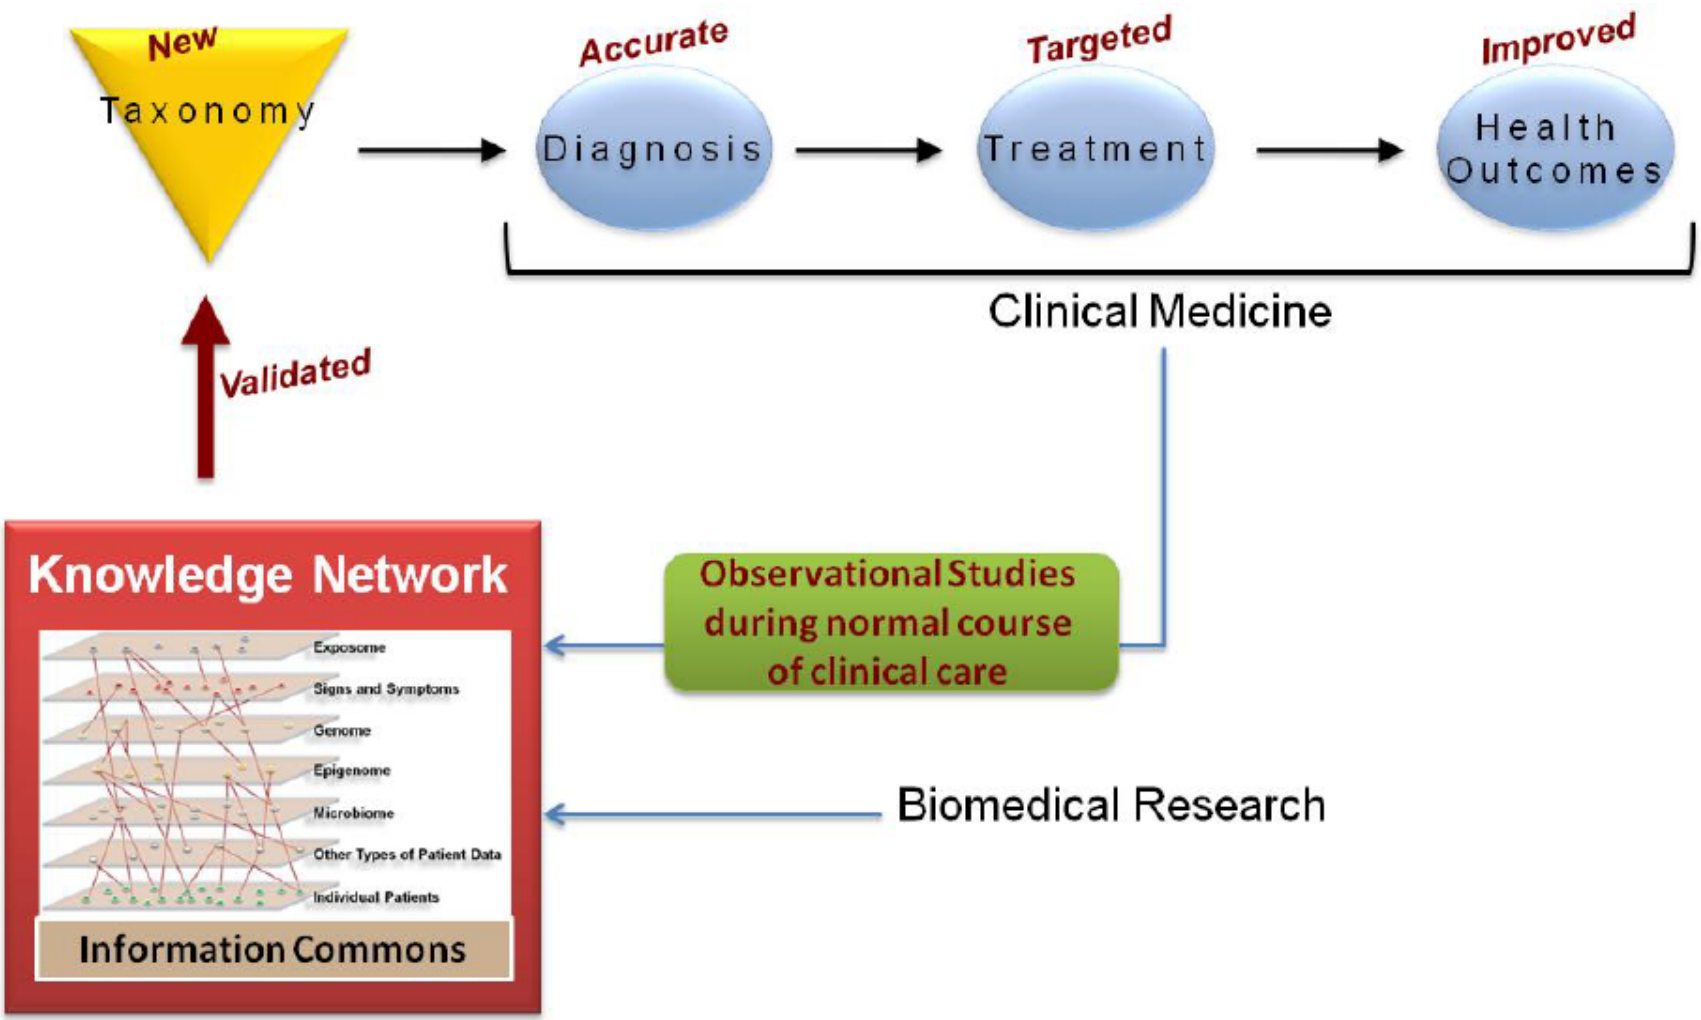 New
Taxonomy
Accurate
Diagnosis
Targeted
Treatment
Improved
Health
Outcomes
Clinical Medicine
Validated
Knowledge Network
Exposome
Signs and Symptoms
Genome
Epigenome
Microbiome
Other Types of Patient Data
Individual Patients
Information Commons
Observational Studies
during normal course
of clinical care
Biomedical Research